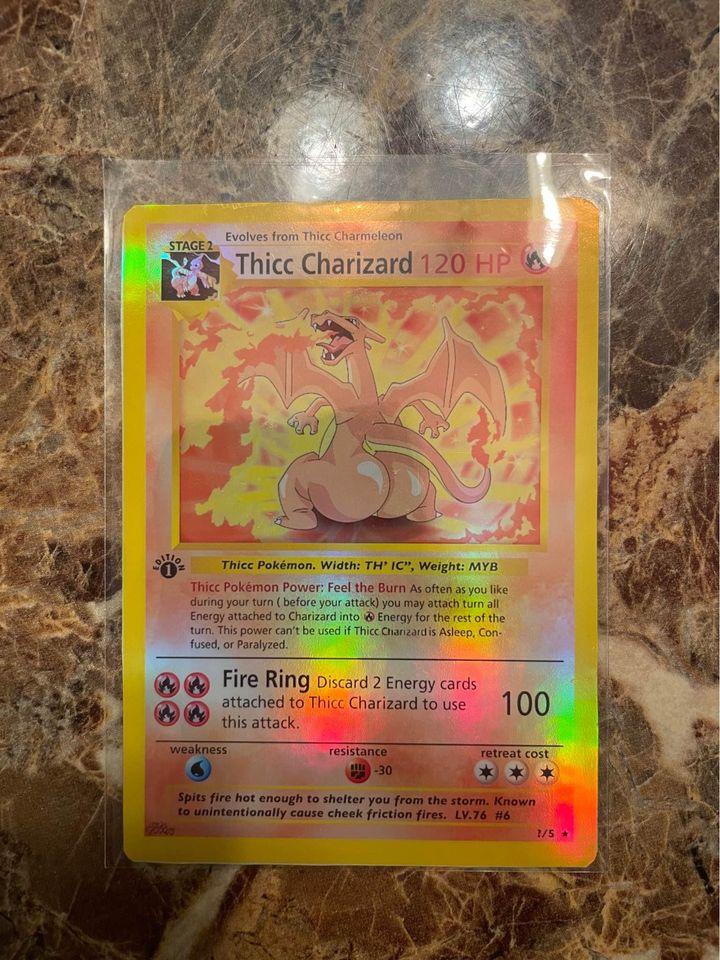 Evolves from Thicc Charmeleon
STAGE 2
Thicc Charizard 120 HP
EDITION
1
Thicc Pokémon. Width: TH' IC", Weight: MYB
Thicc Pokémon Power: Feel the Burn As often as you like
during your turn ( before your attack) you may attach turn all
Energy attached to Charizard into Energy for the rest of the
turn. This power can't be used if Thicc Charizard is Asleep, Con-
fused, or Paralyzed.
Fire Ring Discard 2 Energy cards
attached to Thicc Charizard to use
this attack.
100
weakness resistance retreat cost
-30
Spits fire hot enough to shelter you from the storm. Known
to unintentionally cause cheek friction fires. LV.76 #6
/5